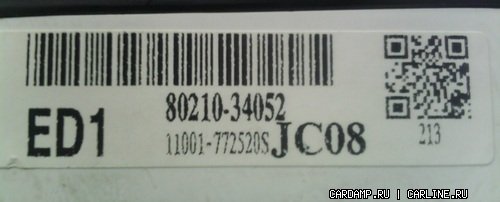 80210-34052
ED1 11001-772520S JC08
213
CARDAMP.RU | CARLINE.RU